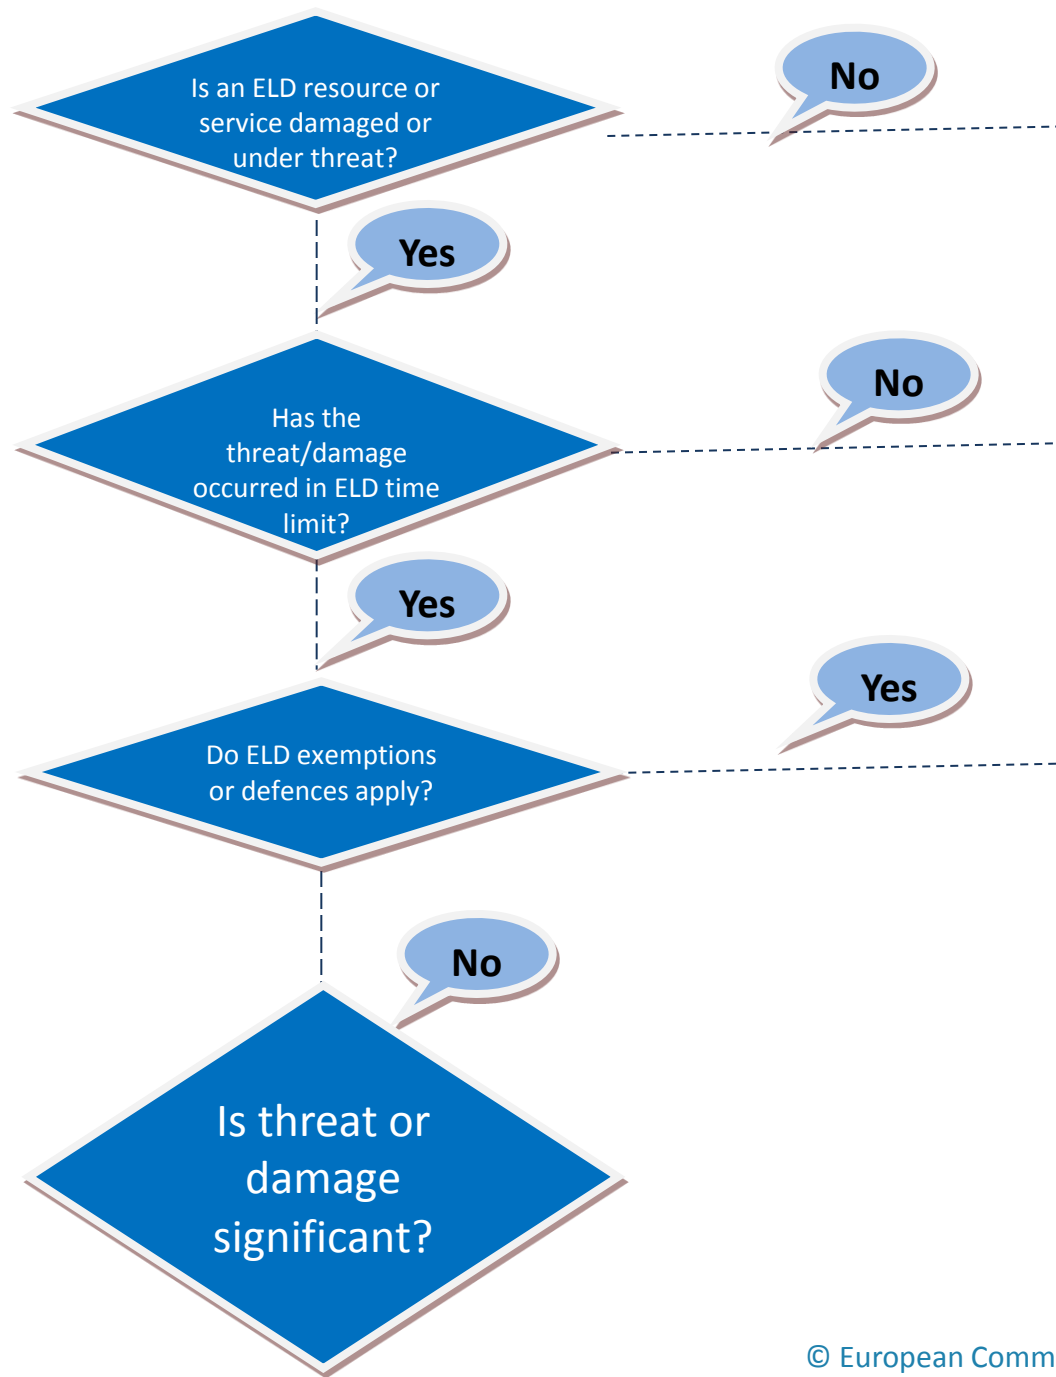 Is an ELD resource or
service damaged or
under threat?
No
Yes
Has the
threat/damage
occurred in ELD time
limit?
No
Yes
Do ELD exemptions
or defences apply?
Yes
No
Is threat or
damage
significant?
© European Comm